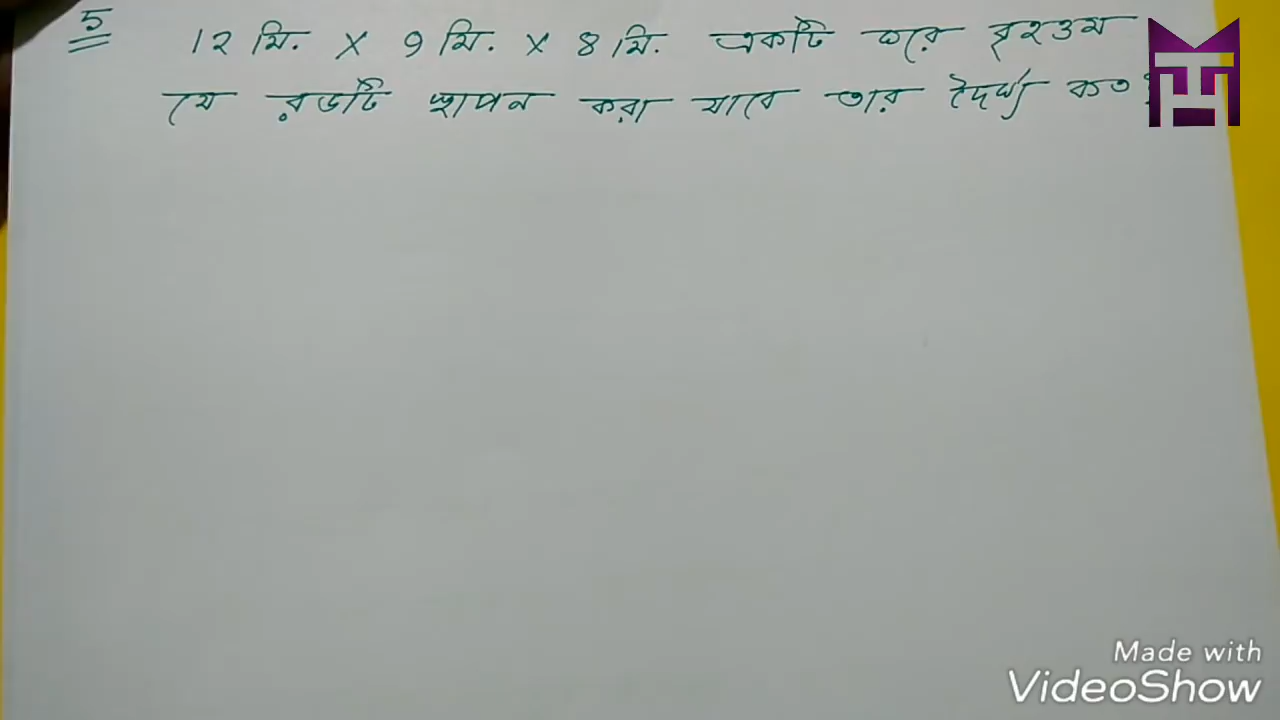 5
12 মি. x 9 মি. x 8 মি. একটি ঘরে বৃহত্তম
যে রডটি স্থাপন করা যাবে তার দৈর্ঘ্য কত
Made with
VideoShow